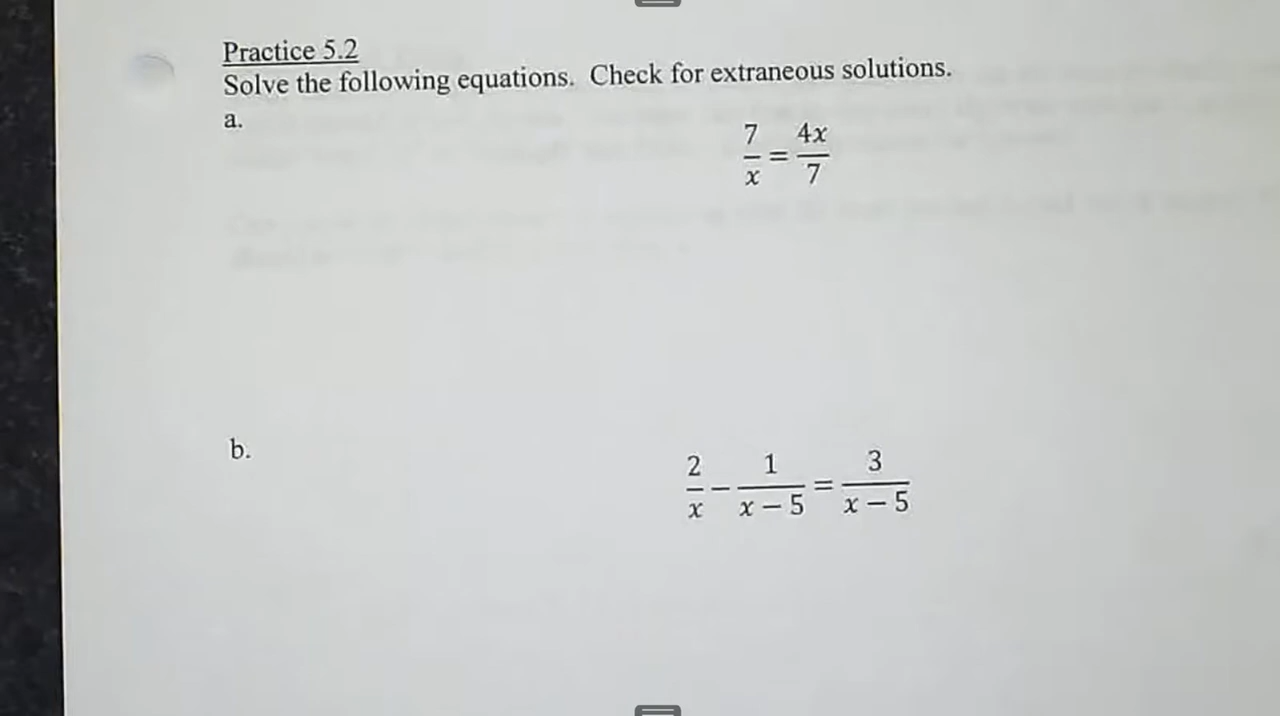 Practice 5.2
Solve the following equations. Check for extraneous solutions.
a.
7/x = 4x/7
b.
2/x − 1/(x − 5) = 3/(x − 5)